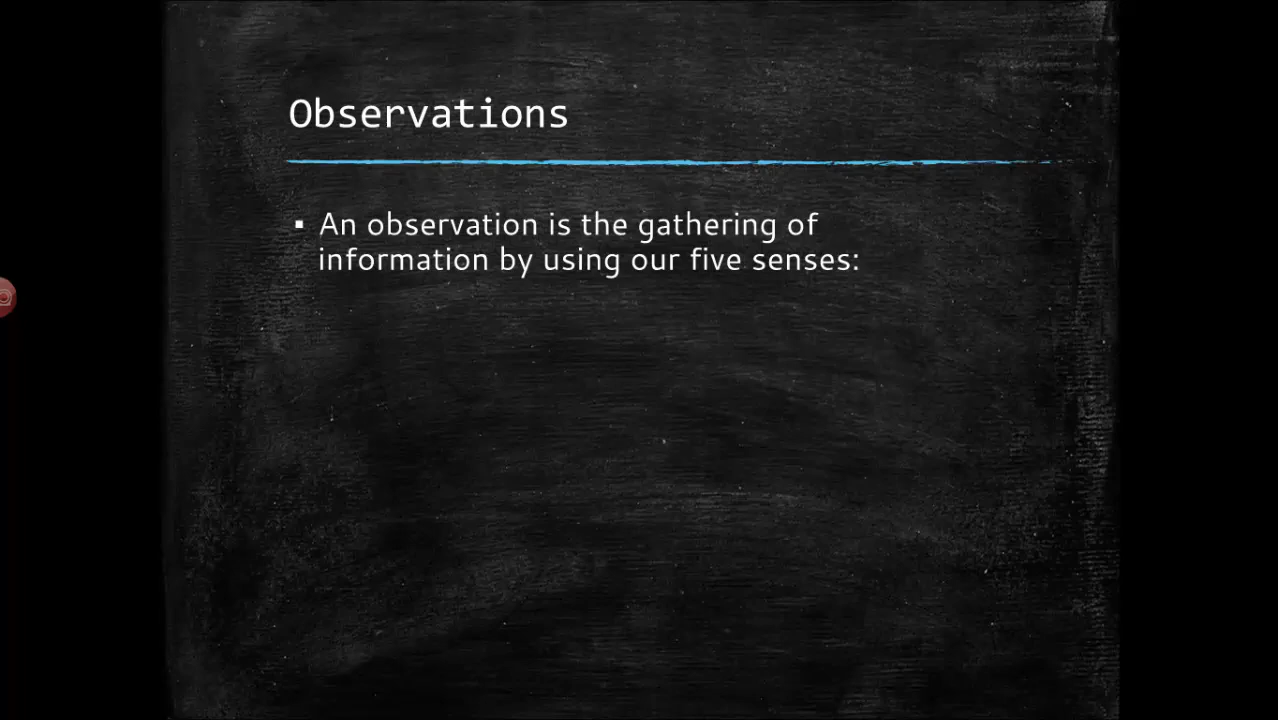 Observations
▪ An observation is the gathering of
information by using our five senses: